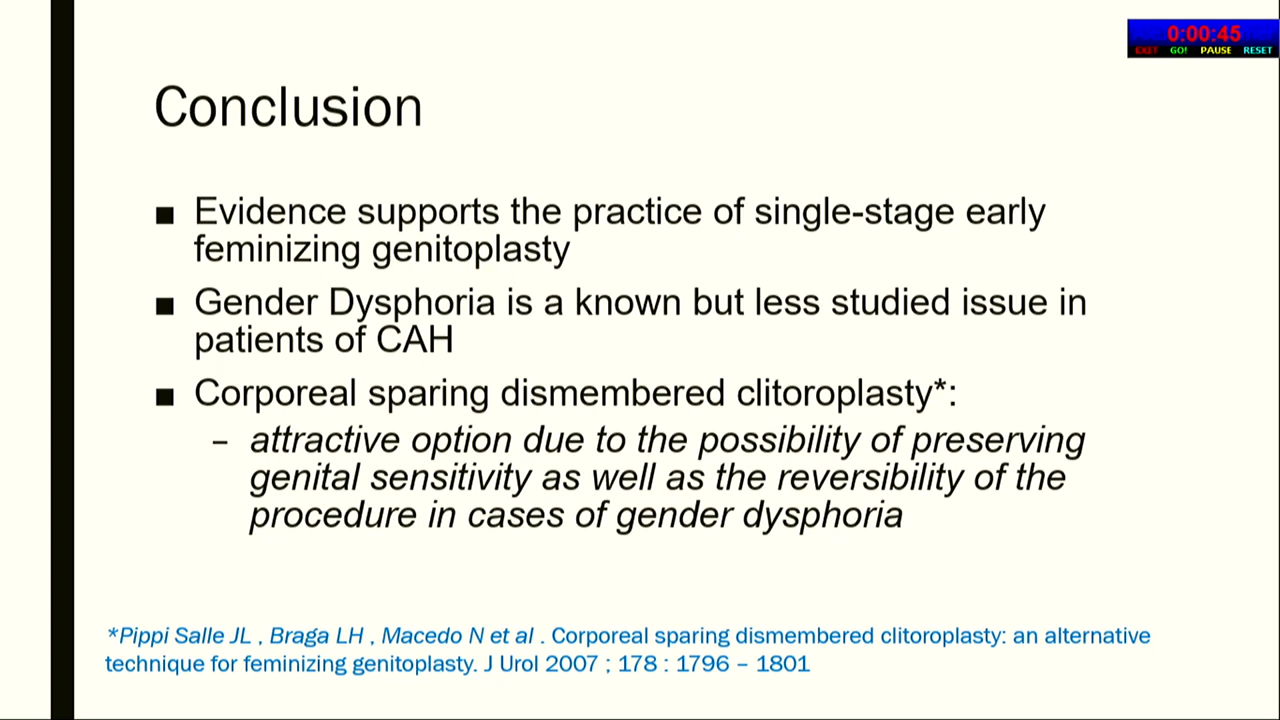 0:00:45
EXIT GO! PAUSE RESET
Conclusion
■ Evidence supports the practice of single-stage early
feminizing genitoplasty
■ Gender Dysphoria is a known but less studied issue in
patients of CAH
■ Corporeal sparing dismembered clitoroplasty*:
– attractive option due to the possibility of preserving
genital sensitivity as well as the reversibility of the
procedure in cases of gender dysphoria
*Pippi Salle JL , Braga LH , Macedo N et al . Corporeal sparing dismembered clitoroplasty: an alternative
technique for feminizing genitoplasty. J Urol 2007 ; 178 : 1796 – 1801